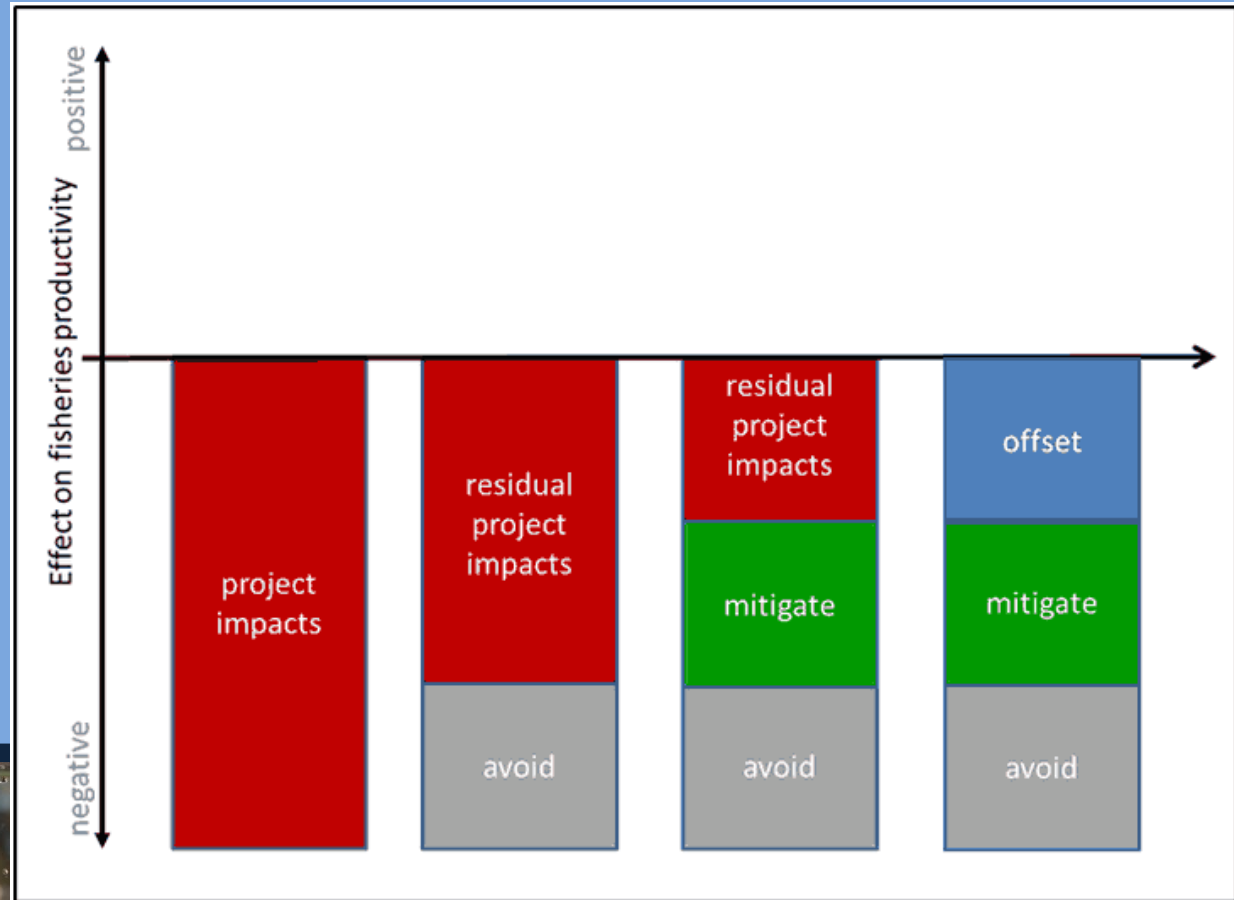 positive
Effect on fisheries productivity
negative
project
impacts
residual
project
impacts
avoid
residual
project
impacts
mitigate
avoid
offset
mitigate
avoid